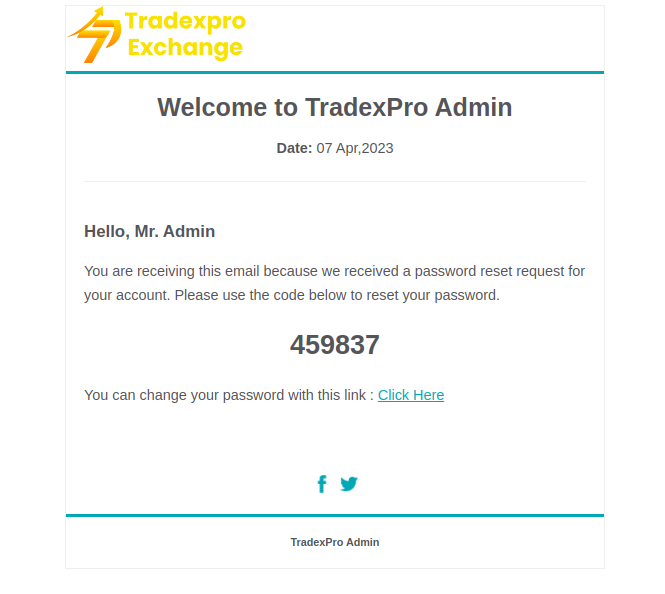 Tradexpro
Exchange
Welcome to TradexPro Admin
Date: 07 Apr,2023
Hello, Mr. Admin
You are receiving this email because we received a password reset request for
your account. Please use the code below to reset your password.
459837
You can change your password with this link : Click Here
TradexPro Admin